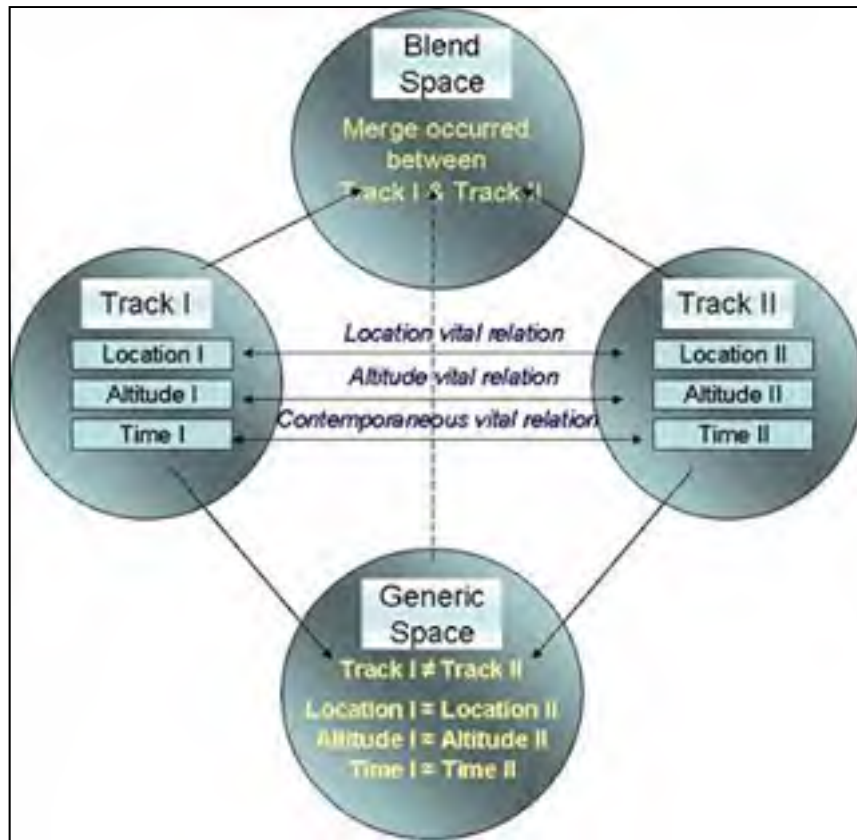 Blend
Space
Merge occurred
between
Track I & Track II
Track I
Location I
Altitude I
Time I
Location vital relation
Altitude vital relation
Contemporaneous vital relation
Track II
Location II
Altitude II
Time II
Generic
Space
Track I ≠ Track II
Location I = Location II
Altitude I = Altitude II
Time I = Time II